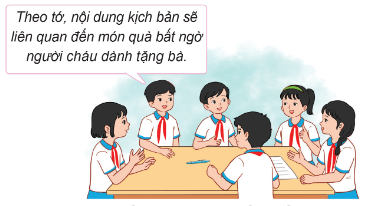 Theo tớ, nội dung kịch bản sẽ
liên quan đến món quà bất ngờ
người cháu dành tặng bà.